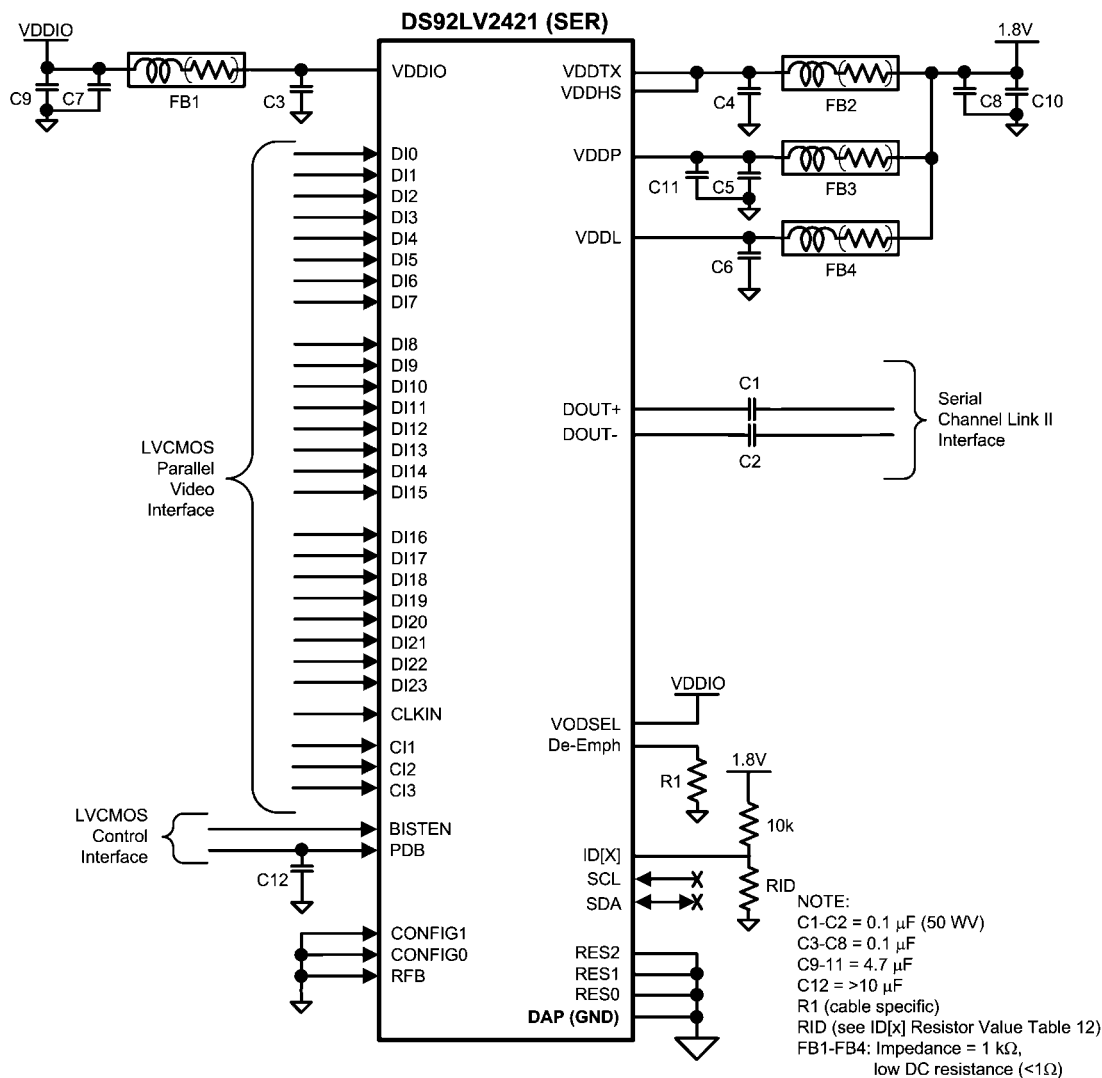 DS92LV2421 (SER)
VDDIO
C9
C7
FB1
C3
VDDIO
VDDTX
VDDHS
C4
FB2
1.8V
C8
C10
VDDP
C11
C5
FB3
VDDL
C6
FB4
DI0
DI1
DI2
DI3
DI4
DI5
DI6
DI7
DI8
DI9
DI10
DI11
DI12
DI13
DI14
DI15
DI16
DI17
DI18
DI19
DI20
DI21
DI22
DI23
CLKIN
CI1
CI2
CI3
LVCMOS
Parallel
Video
Interface
LVCMOS
Control
Interface
BISTEN
PDB
C12
CONFIG1
CONFIG0
RFB
DOUT+
DOUT-
C1
C2
Serial
Channel Link II
Interface
VDDIO
VODSEL
De-Emph
R1
1.8V
10k
ID[X]
SCL
SDA
RID
RES2
RES1
RES0
DAP (GND)
NOTE:
C1-C2 = 0.1 μF (50 WV)
C3-C8 = 0.1 μF
C9-11 = 4.7 μF
C12 = >10 μF
R1 (cable specific)
RID (see ID[x] Resistor Value Table 12)
FB1-FB4: Impedance = 1 kΩ,
low DC resistance (<1Ω)